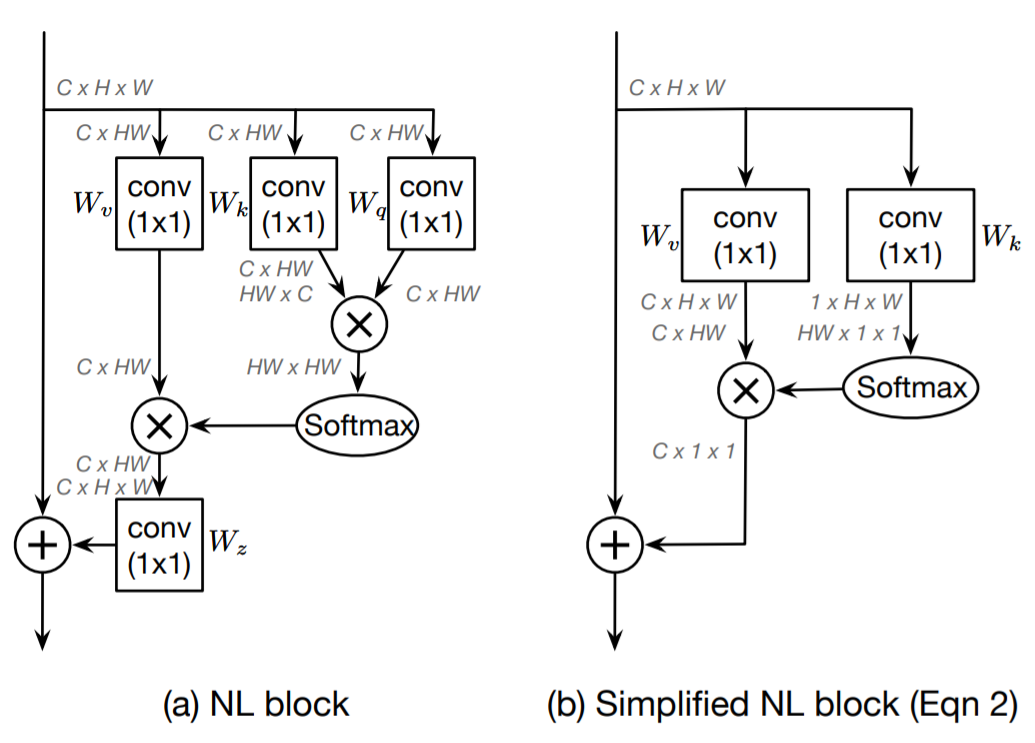 C x H x W
C x HW
C x HW
C x HW
W_v
conv
(1x1)
W_k
conv
(1x1)
W_q
conv
(1x1)
C x HW
HW x C
C x HW
×
C x HW
HW x HW
×
Softmax
C x HW
C x H x W
+
conv
(1x1)
W_z
(a) NL block
C x H x W
W_v
conv
(1x1)
conv
(1x1)
W_k
C x H x W
C x HW
1 x H x W
HW x 1 x 1
×
Softmax
C x 1 x 1
+
(b) Simplified NL block (Eqn 2)